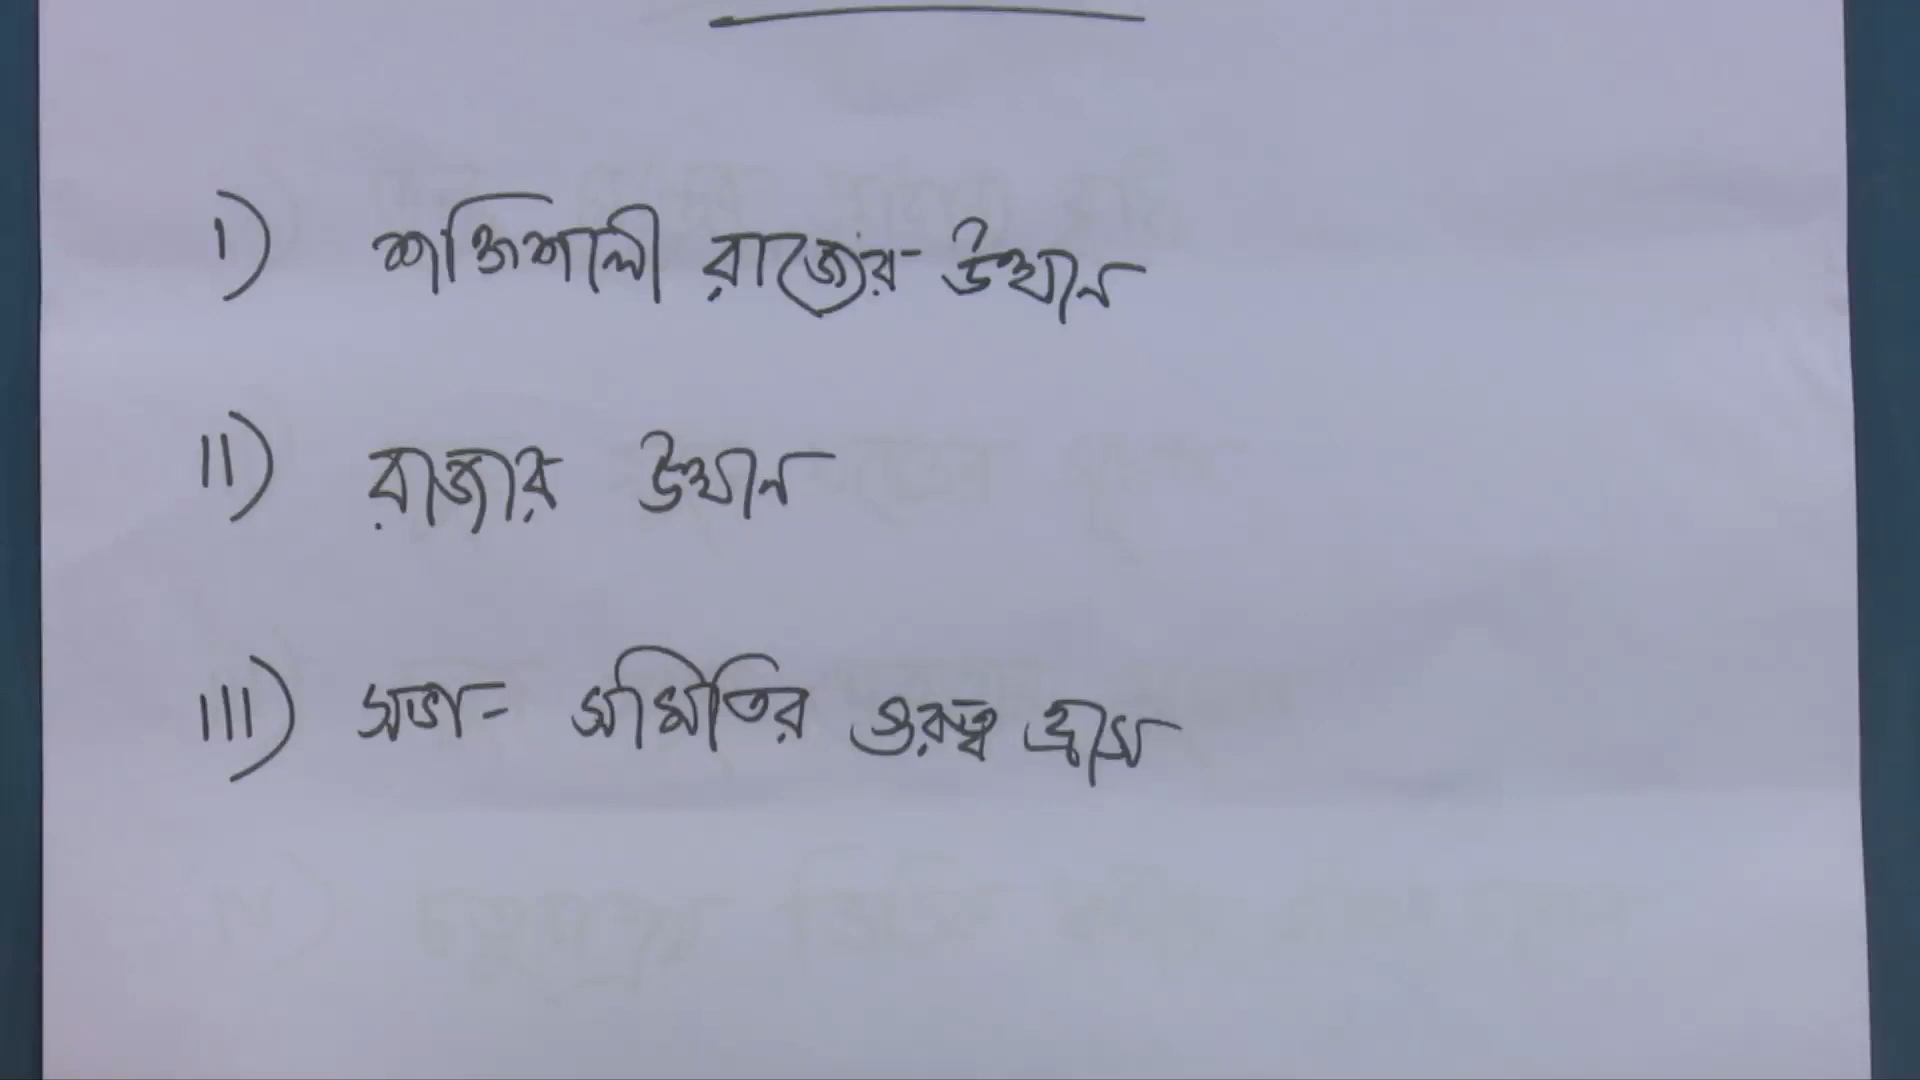 I) শক্তিশালী রাজ্যের উত্থান
II) রাজার উত্থান
III) সভা- সমিতির গুরুত্ব হ্রাস